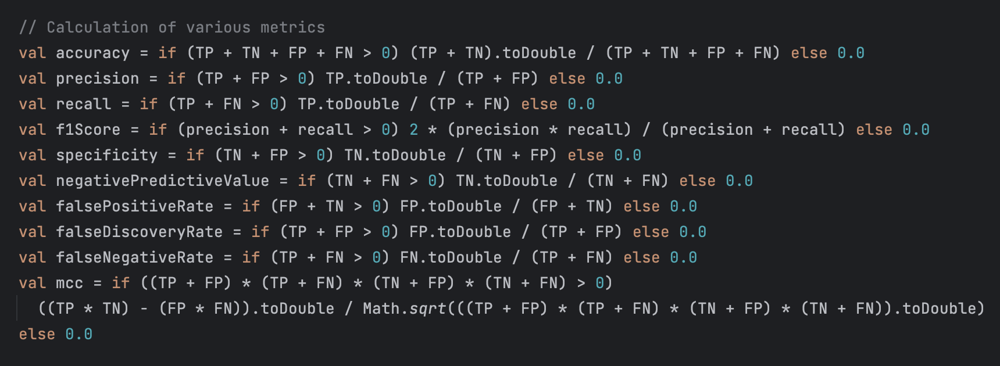 // Calculation of various metrics
val accuracy = if (TP + TN + FP + FN > 0) (TP + TN).toDouble / (TP + TN + FP + FN) else 0.0
val precision = if (TP + FP > 0) TP.toDouble / (TP + FP) else 0.0
val recall = if (TP + FN > 0) TP.toDouble / (TP + FN) else 0.0
val f1Score = if (precision + recall > 0) 2 * (precision * recall) / (precision + recall) else 0.0
val specificity = if (TN + FP > 0) TN.toDouble / (TN + FP) else 0.0
val negativePredictiveValue = if (TN + FN > 0) TN.toDouble / (TN + FN) else 0.0
val falsePositiveRate = if (FP + TN > 0) FP.toDouble / (FP + TN) else 0.0
val falseDiscoveryRate = if (TP + FP > 0) FP.toDouble / (TP + FP) else 0.0
val falseNegativeRate = if (TP + FN > 0) FN.toDouble / (TP + FN) else 0.0
val mcc = if ((TP + FP) * (TP + FN) * (TN + FP) * (TN + FN) > 0)
  ((TP * TN) - (FP * FN)).toDouble / Math.sqrt(((TP + FP) * (TP + FN) * (TN + FP) * (TN + FN)).toDouble)
else 0.0